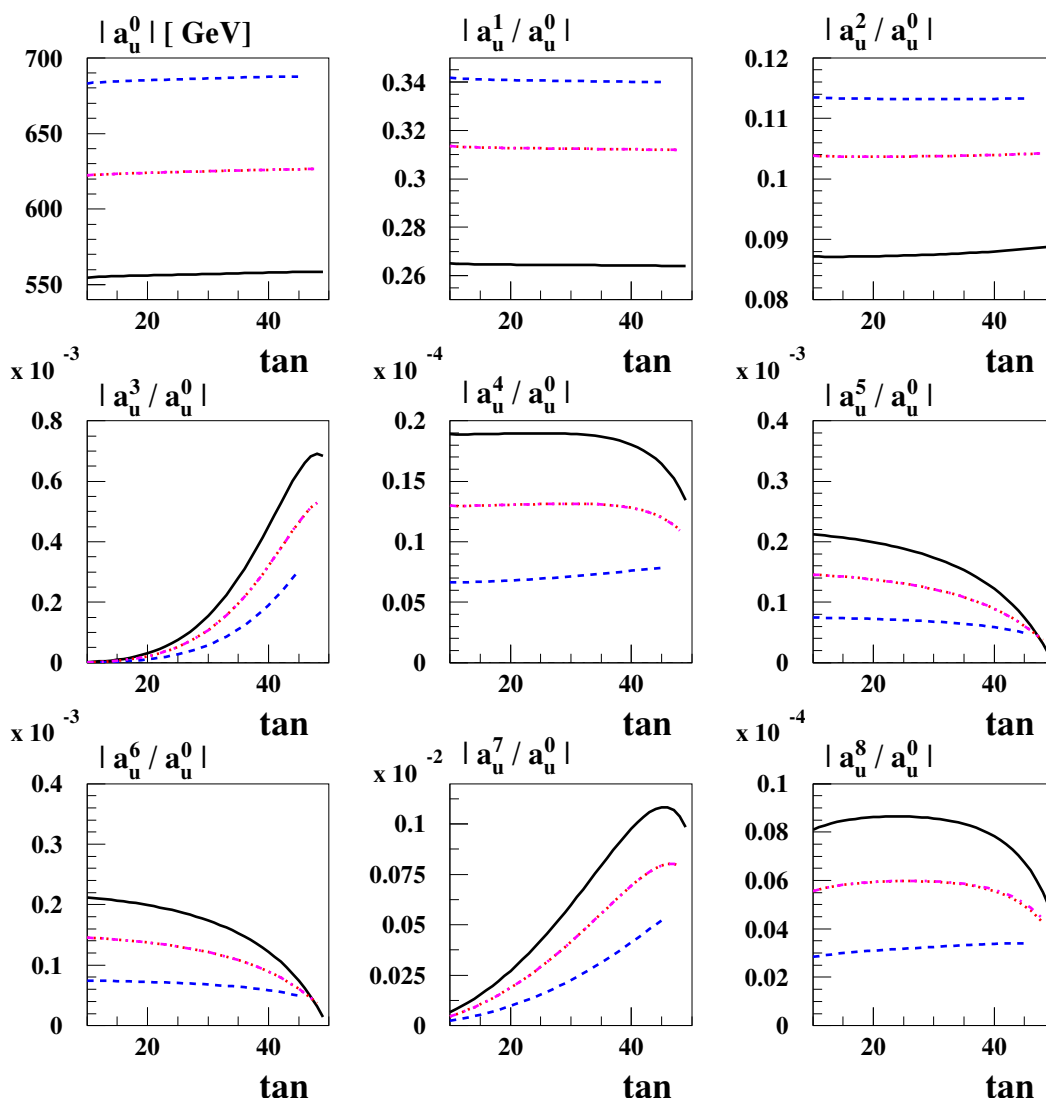 | a_u^0 | [ GeV]
| a_u^1 / a_u^0 |
| a_u^2 / a_u^0 |
700
650
600
550
20 40
tan
0.34
0.32
0.3
0.28
0.26
20 40
tan
0.12
0.11
0.1
0.09
0.08
20 40
tan
x 10 -3
| a_u^3 / a_u^0 |
0.8
0.6
0.4
0.2
0
20 40
tan
x 10 -4
| a_u^4 / a_u^0 |
0.2
0.15
0.1
0.05
0
20 40
tan
x 10 -3
| a_u^5 / a_u^0 |
0.4
0.3
0.2
0.1
0
20 40
tan
x 10 -3
| a_u^6 / a_u^0 |
0.4
0.3
0.2
0.1
0
20 40
tan
x 10 -2
| a_u^7 / a_u^0 |
0.1
0.075
0.05
0.025
0
20 40
tan
x 10 -4
| a_u^8 / a_u^0 |
0.1
0.08
0.06
0.04
0.02
0
20 40
tan